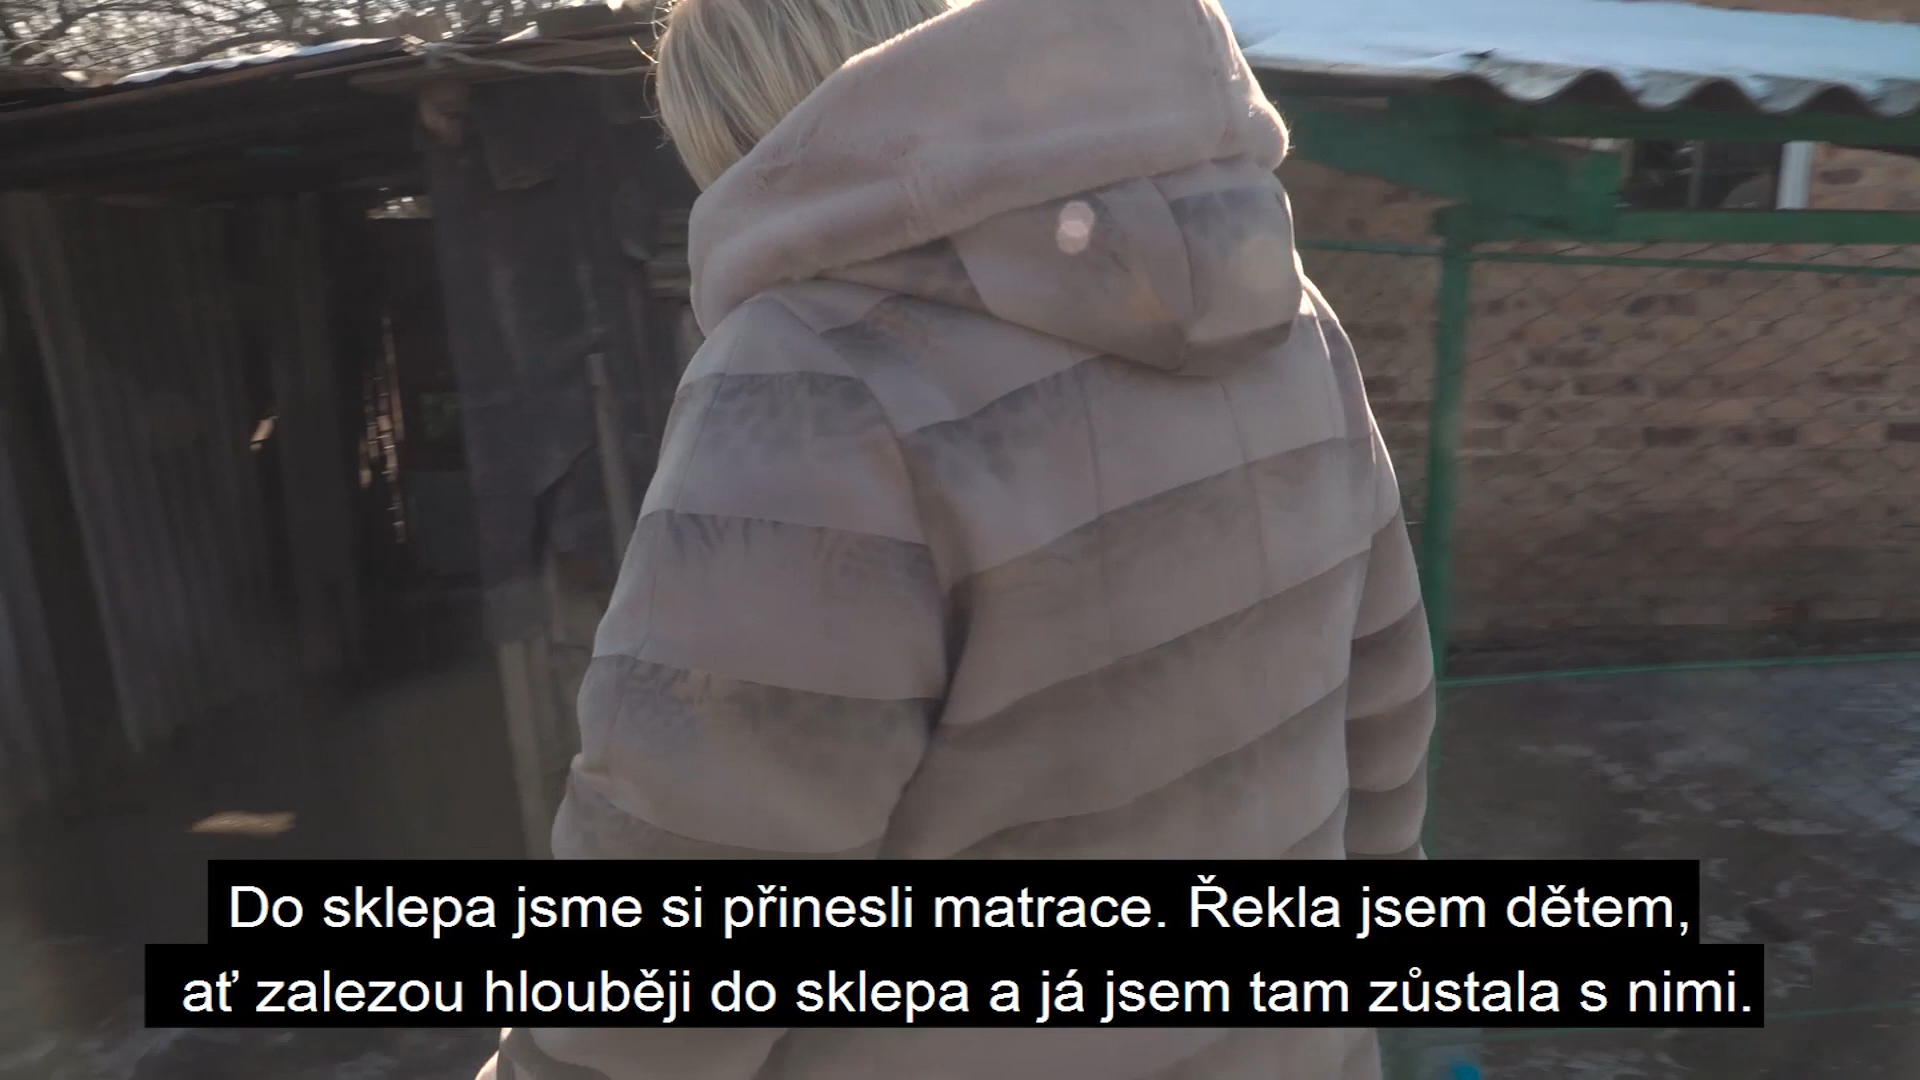 Do sklepa jsme si přinesli matrace. Řekla jsem dětem,
ať zalezou hlouběji do sklepa a já jsem tam zůstala s nimi.